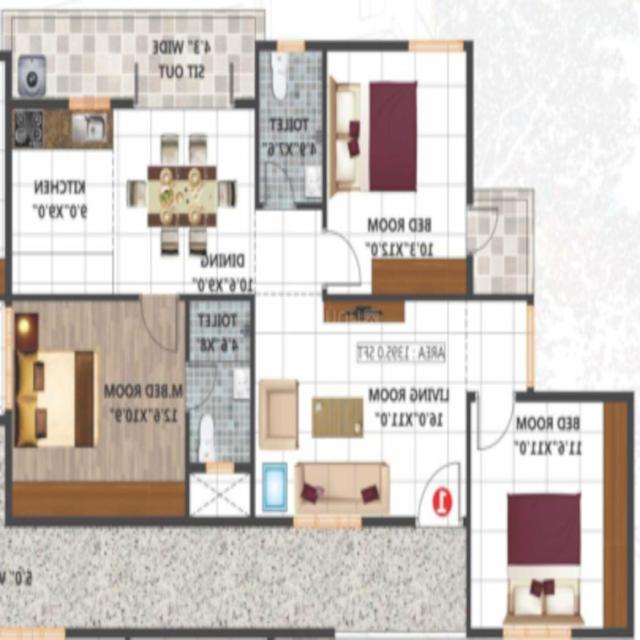 4'.3" WIDE
SIT OUT
TOILET
4'.9"X7'.6"
KITCHEN
9'.0"X9'.0"
BED ROOM
10'.3"X12'.0"
DINING
10'.6"X9'.0"
TOILET
4'.6"X8"
AREA : 1395.0 SFT
M.BED ROOM
12'.6"X10'.9"
LIVING ROOM
16'.0"X11'.0"
BED ROOM
11'.6"X11'.0"
1
6'.0"